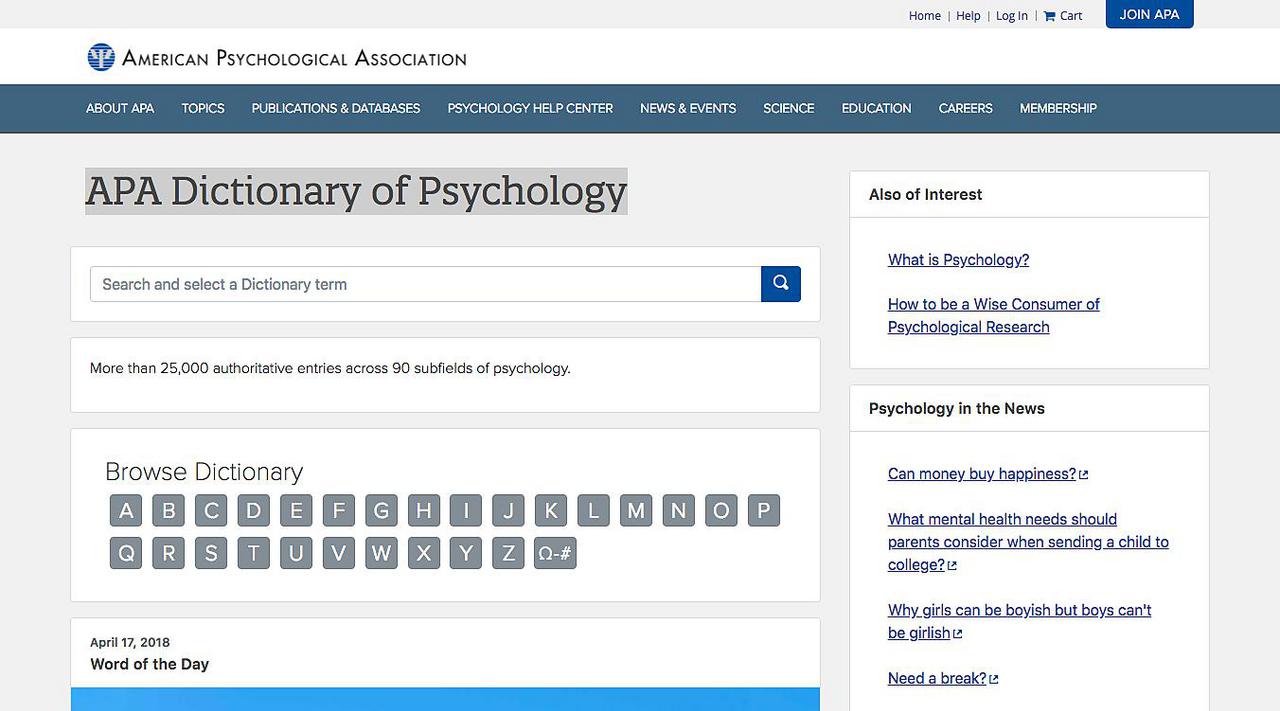 Home | Help | Log In | Cart JOIN APA
AMERICAN PSYCHOLOGICAL ASSOCIATION
ABOUT APA TOPICS PUBLICATIONS & DATABASES PSYCHOLOGY HELP CENTER NEWS & EVENTS SCIENCE EDUCATION CAREERS MEMBERSHIP
APA Dictionary of Psychology
Search and select a Dictionary term
More than 25,000 authoritative entries across 90 subfields of psychology.
Browse Dictionary
A B C D E F G H I J K L M N O P
Q R S T U V W X Y Z Ω-#
April 17, 2018
Word of the Day
Also of Interest
What is Psychology?
How to be a Wise Consumer of
Psychological Research
Psychology in the News
Can money buy happiness?
What mental health needs should
parents consider when sending a child to
college?
Why girls can be boyish but boys can't
be girlish
Need a break?